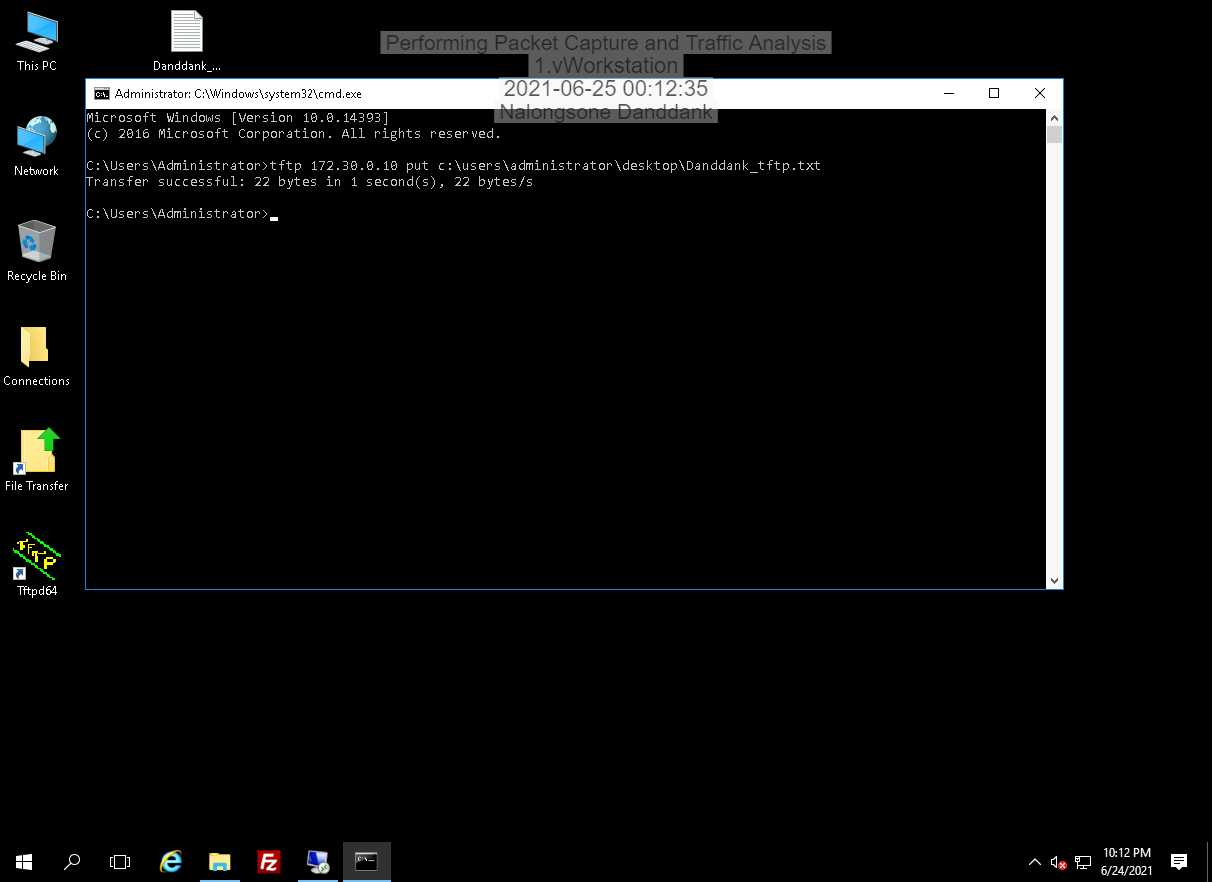 This PC
Danddank_...
Performing Packet Capture and Traffic Analysis
1.vWorkstation
2021-06-25 00:12:35
Nalongsone Danddank
Administrator: C:\Windows\system32\cmd.exe
Microsoft Windows [Version 10.0.14393]
(c) 2016 Microsoft Corporation. All rights reserved.
C:\Users\Administrator>tftp 172.30.0.10 put c:\users\administrator\desktop\Danddank_tftp.txt
Transfer successful: 22 bytes in 1 second(s), 22 bytes/s
C:\Users\Administrator>
Network
Recycle Bin
Connections
File Transfer
TFTP
Tftpd64
Fz
C:\_
10:12 PM
6/24/2021